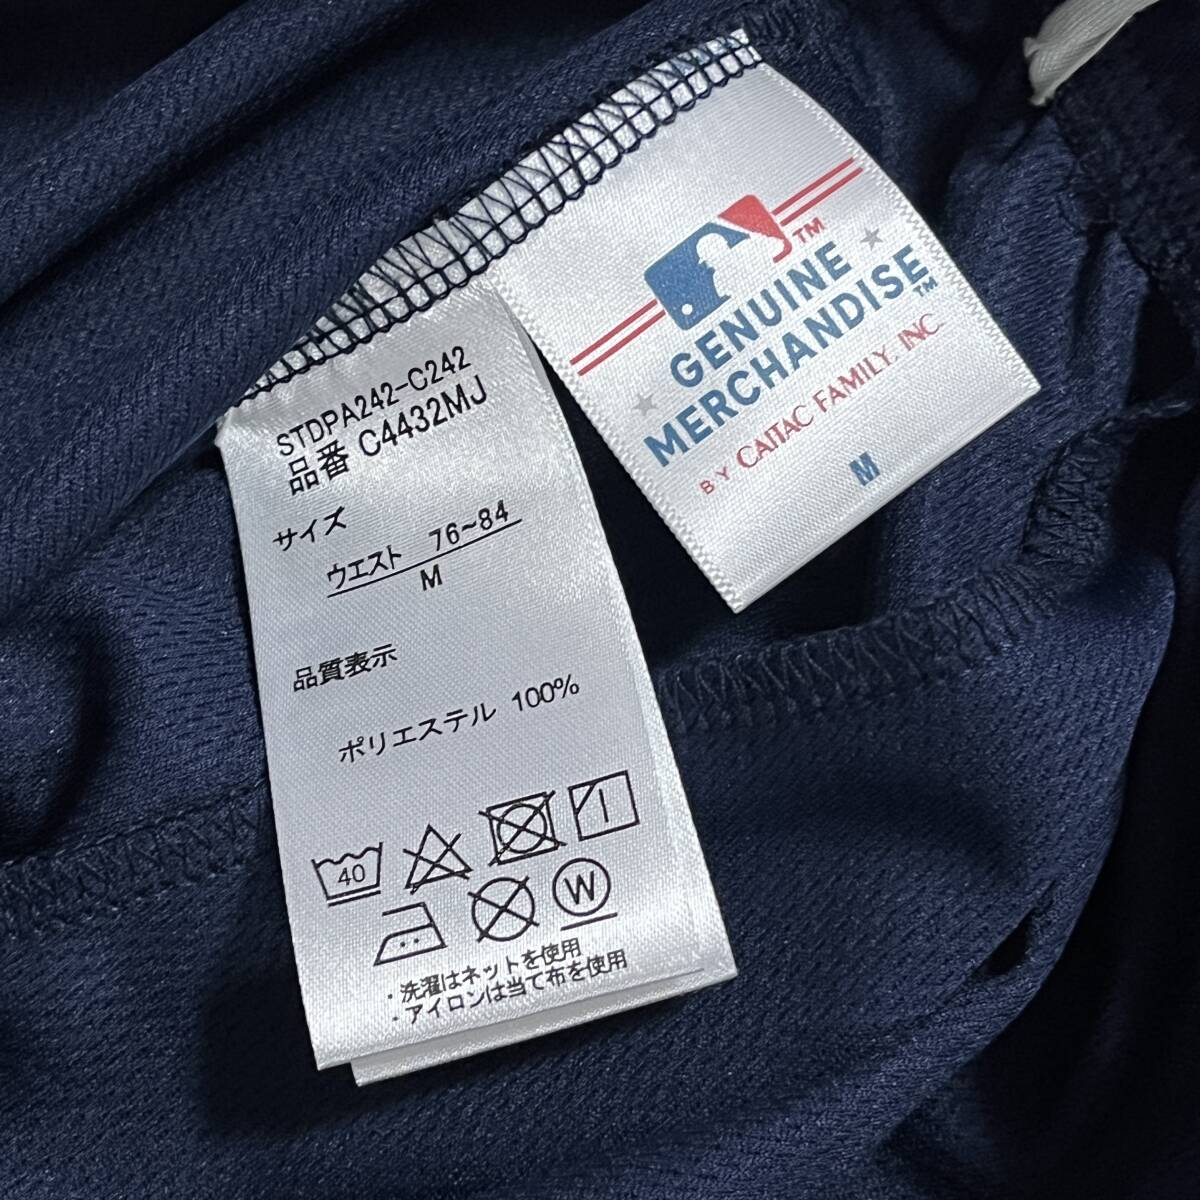 STDPA242-C242
品番 C4432MJ
サイズ
ウエスト 76~84
M
品質表示
ポリエステル 100%
40
W
・洗濯はネットを使用
・アイロンは当て布を使用
TM
GENUINE
MERCHANDISE TM
BY CAITAC FAMILY, INC.
M